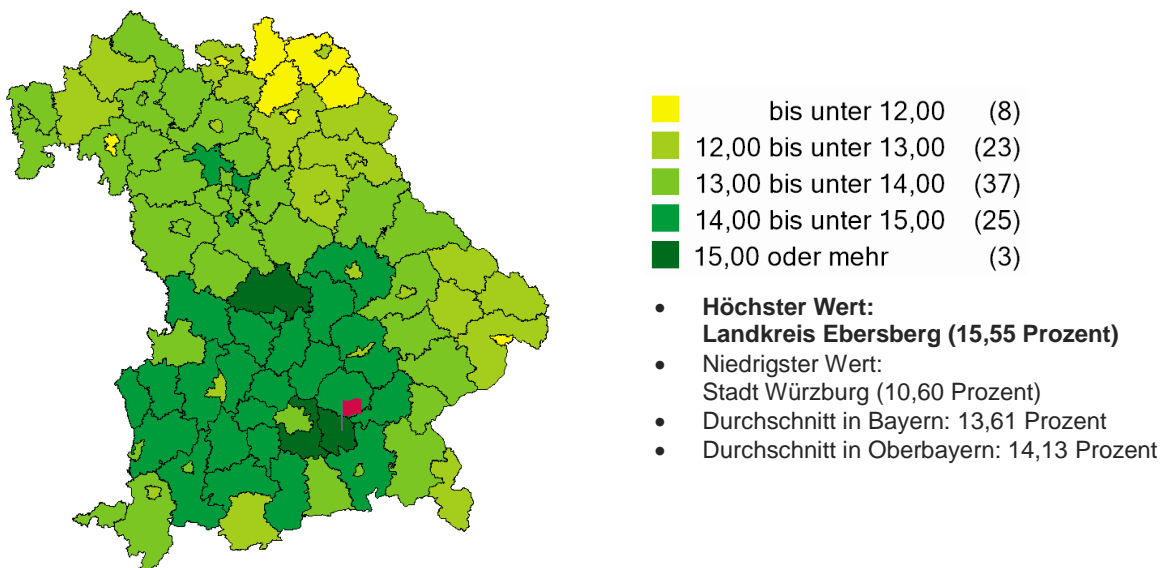 bis unter 12,00 (8)
12,00 bis unter 13,00 (23)
13,00 bis unter 14,00 (37)
14,00 bis unter 15,00 (25)
15,00 oder mehr (3)
• Höchster Wert:
Landkreis Ebersberg (15,55 Prozent)
• Niedrigster Wert:
Stadt Würzburg (10,60 Prozent)
• Durchschnitt in Bayern: 13,61 Prozent
• Durchschnitt in Oberbayern: 14,13 Prozent